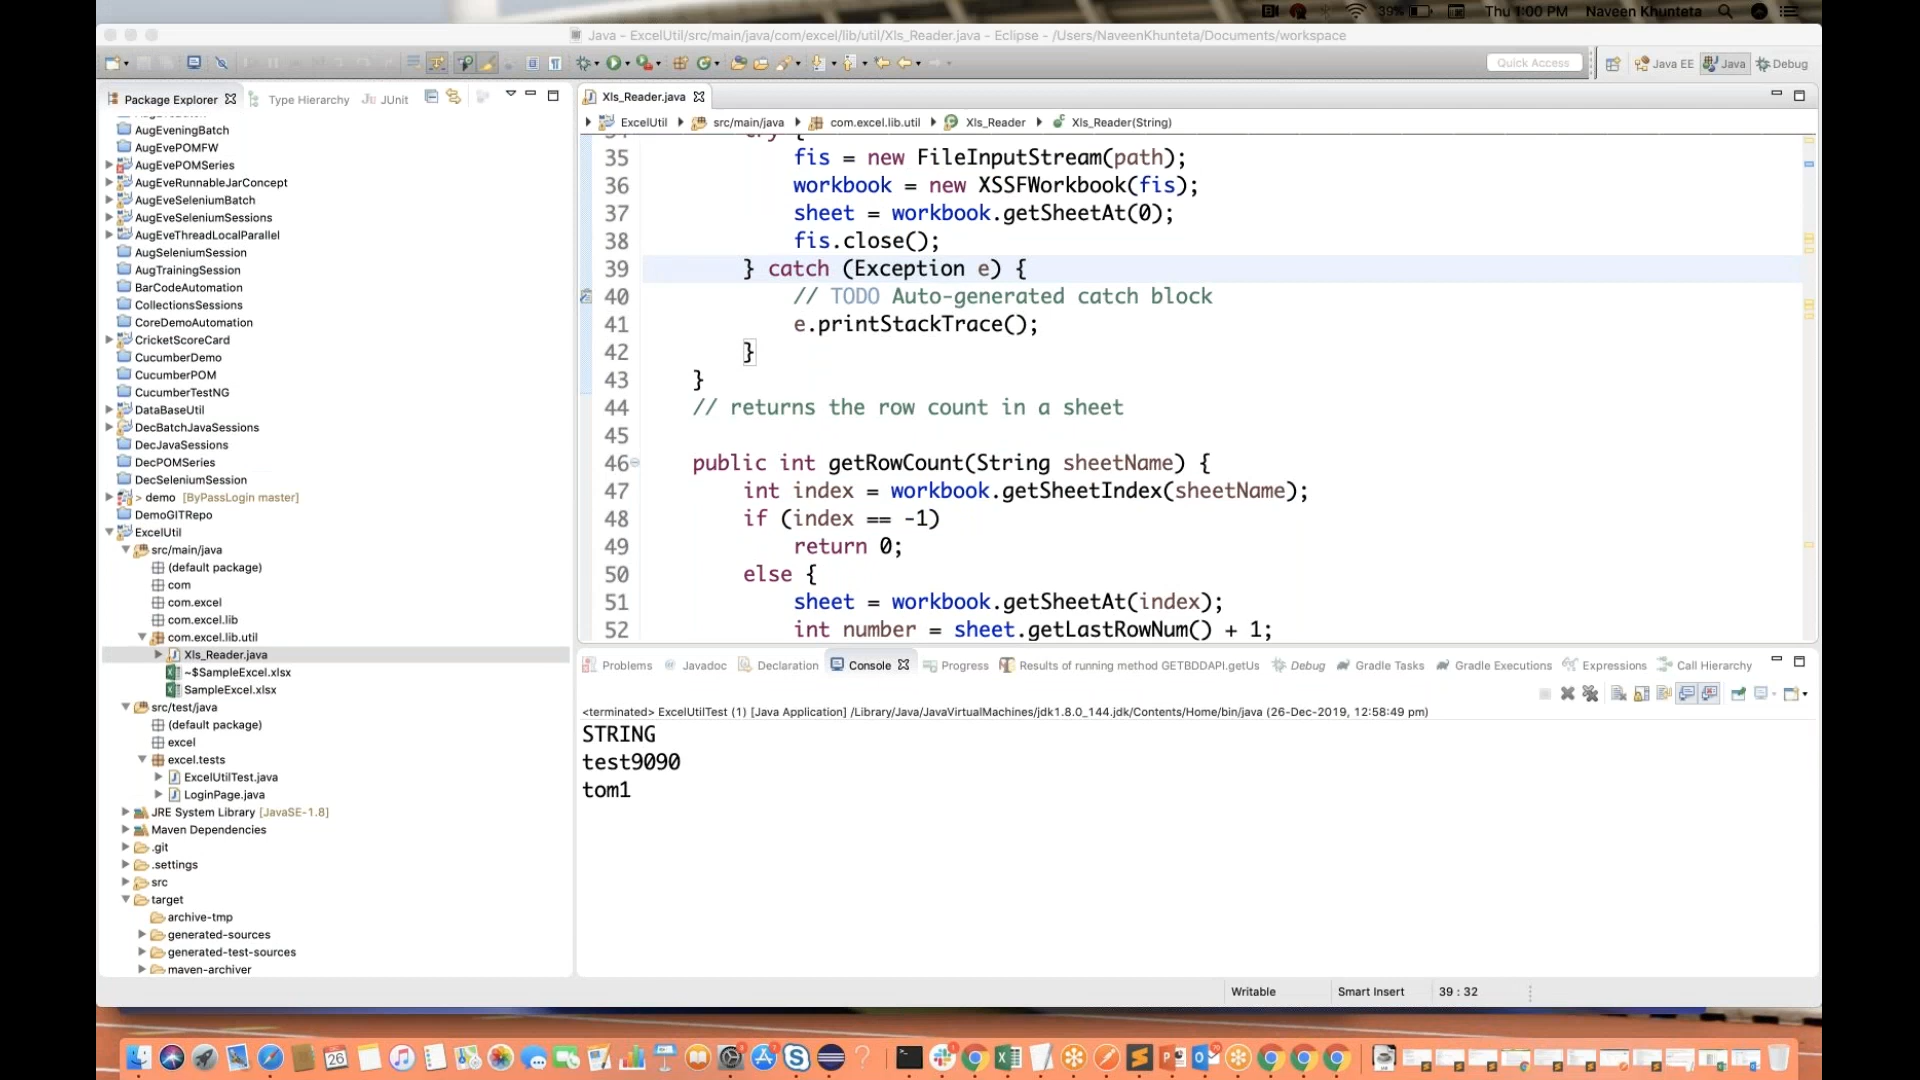 39% Thu 1:00 PM Naveen Khunteta
Java - ExcelUtil/src/main/java/com/excel/lib/util/Xls_Reader.java - Eclipse - /Users/NaveenKhunteta/Documents/workspace
Quick Access Java EE Java Debug
Package Explorer Type Hierarchy JUnit
AugEveningBatch
AugEvePOMFW
AugEvePOMSeries
AugEveRunnableJarConcept
AugEveSeleniumBatch
AugEveSeleniumSessions
AugEveThreadLocalParallel
AugSeleniumSession
AugTrainingSession
BarCodeAutomation
CollectionsSessions
CoreDemoAutomation
CricketScoreCard
CucumberDemo
CucumberPOM
CucumberTestNG
DataBaseUtil
DecBatchJavaSessions
DecJavaSessions
DecPOMSeries
DecSeleniumSession
> demo [ByPassLogin master]
DemoGITRepo
ExcelUtil
src/main/java
(default package)
com
com.excel
com.excel.lib
com.excel.lib.util
Xls_Reader.java
~$SampleExcel.xlsx
SampleExcel.xlsx
src/test/java
(default package)
excel
excel.tests
ExcelUtilTest.java
LoginPage.java
JRE System Library [JavaSE-1.8]
Maven Dependencies
.git
.settings
src
target
archive-tmp
generated-sources
generated-test-sources
maven-archiver
Xls_Reader.java
ExcelUtil src/main/java com.excel.lib.util Xls_Reader Xls_Reader(String)
35 fis = new FileInputStream(path);
36 workbook = new XSSFWorkbook(fis);
37 sheet = workbook.getSheetAt(0);
38 fis.close();
39 } catch (Exception e) {
40 // TODO Auto-generated catch block
41 e.printStackTrace();
42 }
43 }
44 // returns the row count in a sheet
45
46 public int getRowCount(String sheetName) {
47 int index = workbook.getSheetIndex(sheetName);
48 if (index == -1)
49 return 0;
50 else {
51 sheet = workbook.getSheetAt(index);
52 int number = sheet.getLastRowNum() + 1;
Problems Javadoc Declaration Console Progress Results of running method GETBDDAPI.getUs Debug Gradle Tasks Gradle Executions Expressions Call Hierarchy
<terminated> ExcelUtilTest (1) [Java Application] /Library/Java/JavaVirtualMachines/jdk1.8.0_144.jdk/Contents/Home/bin/java (26-Dec-2019, 12:58:49 pm)
STRING
test9090
tom1
Writable Smart Insert 39 : 32
26